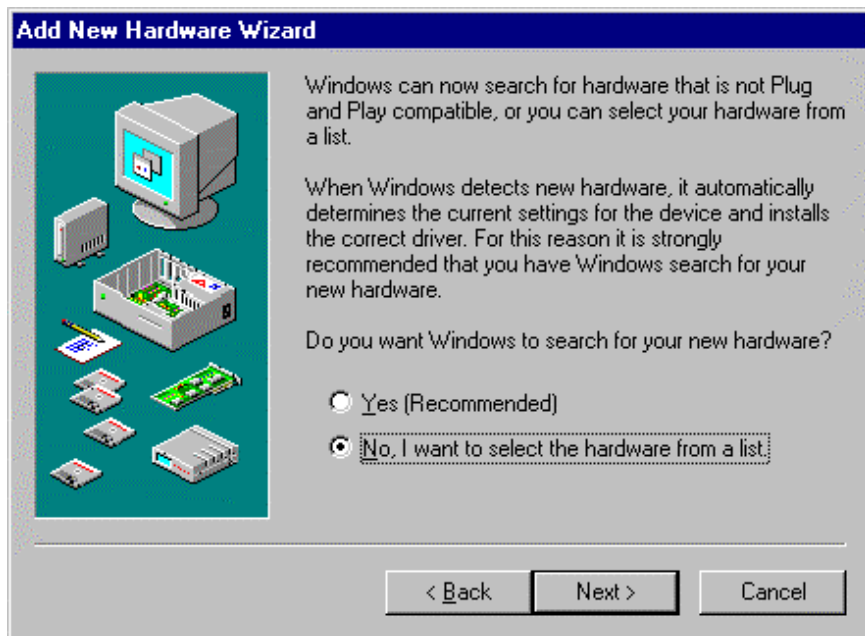 Add New Hardware Wizard
Windows can now search for hardware that is not Plug
and Play compatible, or you can select your hardware from
a list.
When Windows detects new hardware, it automatically
determines the current settings for the device and installs
the correct driver. For this reason it is strongly
recommended that you have Windows search for your
new hardware.
Do you want Windows to search for your new hardware?
Yes (Recommended)
No, I want to select the hardware from a list.
< Back Next > Cancel